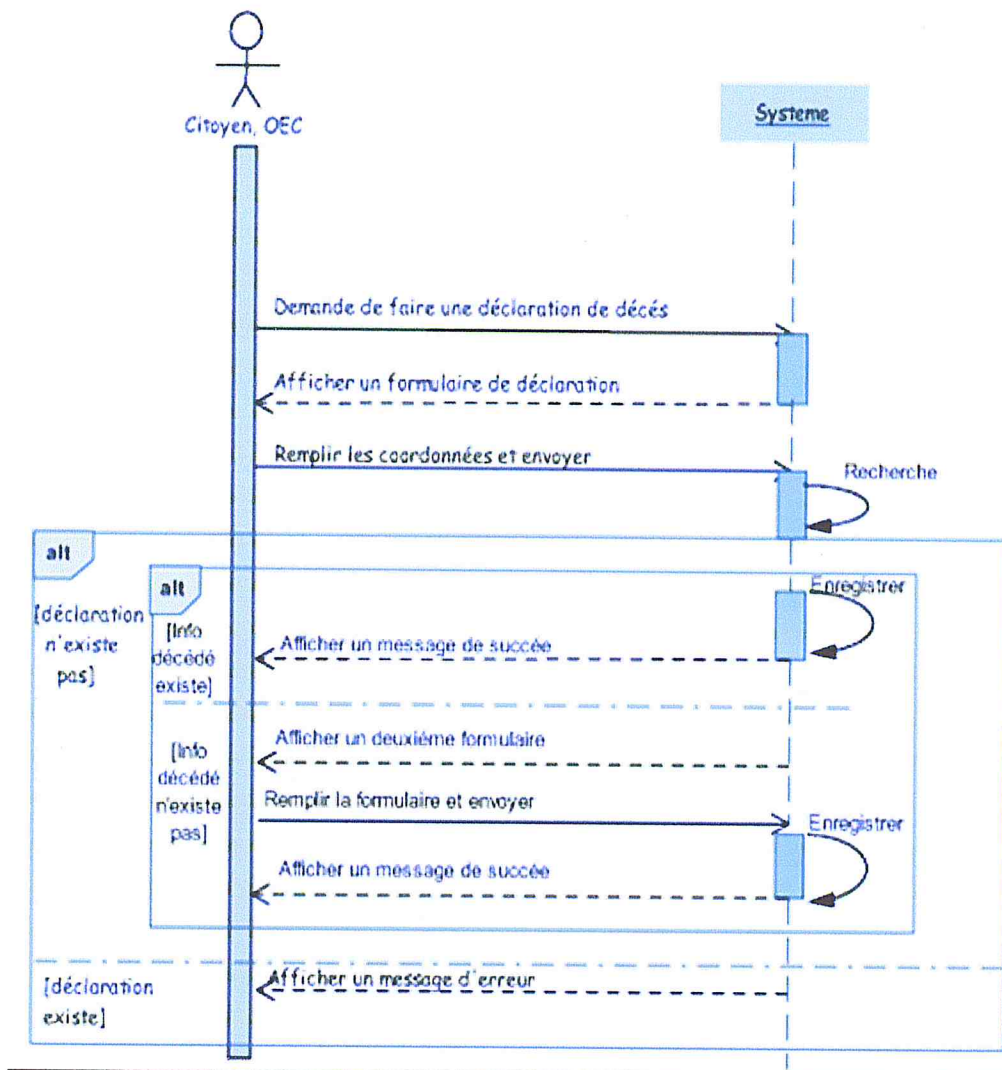 Citoyen, OEC
Systeme
Demande de faire une déclaration de décés
Afficher un formulaire de déclaration
Remplir les coordonnées et envoyer
Recherche
alt
[déclaration
n'existe
pas]
alt
[Info
décédé
existe]
Enregistrer
Afficher un message de succée
[Info
décédé
n'existe
pas]
Afficher un deuxiéme formulaire
Remplir la formulaire et envoyer
Enregistrer
Afficher un message de succée
[déclaration
existe]
Afficher un message d'erreur